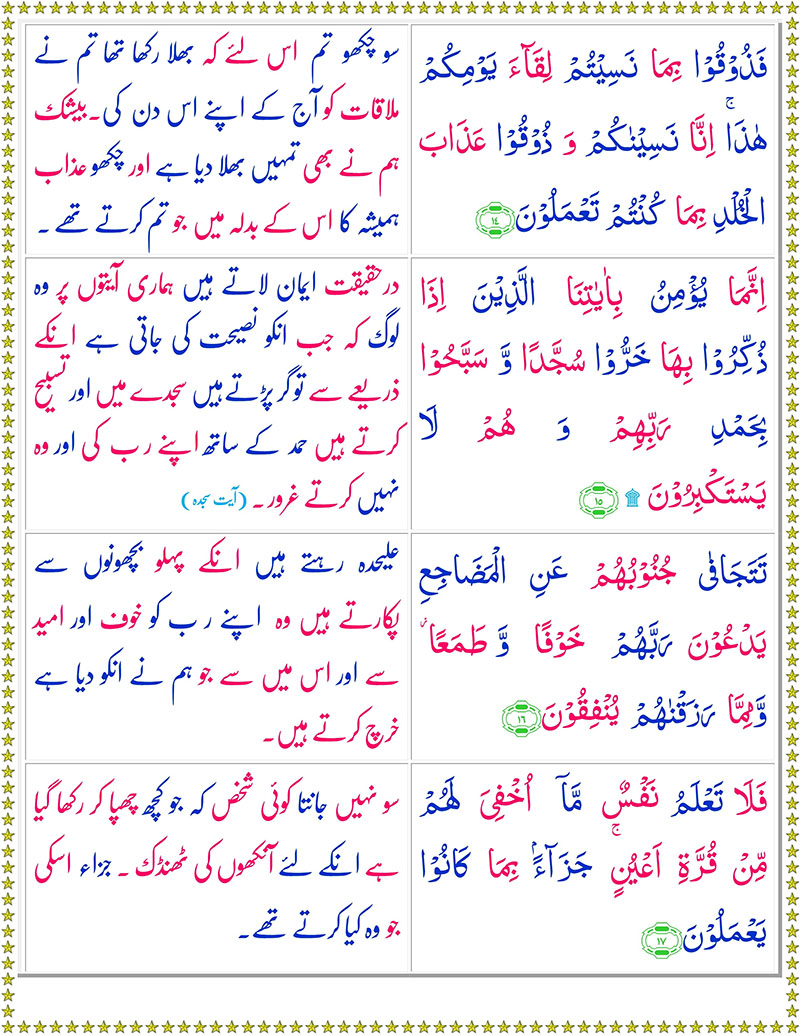 فَذُوْقُوْا بِمَا نَسِيْتُمْ لِقَآءَ يَوْمِكُمْ
هٰذَا ۚ اِنَّا نَسِيْنٰكُمْ وَ ذُوْقُوْا عَذَابَ
الْخُلْدِ بِمَا كُنْتُمْ تَعْمَلُوْنَ ١٤
سو چکھو تم اس لئے کہ بھلا رکھا تھا تم نے
ملاقات کو آج کے اپنے اس دن کی۔ بیشک
ہم نے بھی تمہیں بھلا دیا ہے اور چکھو عذاب
ہمیشہ کا اس کے بدلہ میں جو تم کرتے تھے ۔
اِنَّمَا يُؤْمِنُ بِاٰيٰتِنَا الَّذِيْنَ اِذَا
ذُكِّرُوْا بِهَا خَرُّوْا سُجَّدًا وَّ سَبَّحُوْا
بِحَمْدِ رَبِّهِمْ وَ هُمْ لَا
يَسْتَكْبِرُوْنَ ۩ ١٥
درحقیقت ایمان لاتے ہیں ہماری آیتوں پر وہ
لوگ کہ جب انکو نصیحت کی جاتی ہے انکے
ذریعے سے تو گر پڑتے ہیں سجدے میں اور تسبیح
کرتے ہیں حمد کے ساتھ اپنے رب کی اور وہ
نہیں کرتے غرور ۔ (آیت سجدہ)
تَتَجَافٰى جُنُوْبُهُمْ عَنِ الْمَضَاجِعِ
يَدْعُوْنَ رَبَّهُمْ خَوْفًا وَّ طَمَعًا ۙ
وَّ مِمَّا رَزَقْنٰهُمْ يُنْفِقُوْنَ ١٦
علیحدہ رہتے ہیں انکے پہلو بچھونوں سے
پکارتے ہیں وہ اپنے رب کو خوف اور امید
سے اور اس میں سے جو ہم نے انکو دیا ہے
خرچ کرتے ہیں۔
فَلَا تَعْلَمُ نَفْسٌ مَّاۤ اُخْفِيَ لَهُمْ
مِّنْ قُرَّةِ اَعْيُنٍ ۚ جَزَآءًۢ بِمَا كَانُوْا
يَعْمَلُوْنَ ١٧
سو نہیں جانتا کوئی شخص کہ جو کچھ چھپا کر رکھا گیا
ہے انکے لئے آنکھوں کی ٹھنڈک ۔ جزاء اسکی
جو وہ کیا کرتے تھے۔